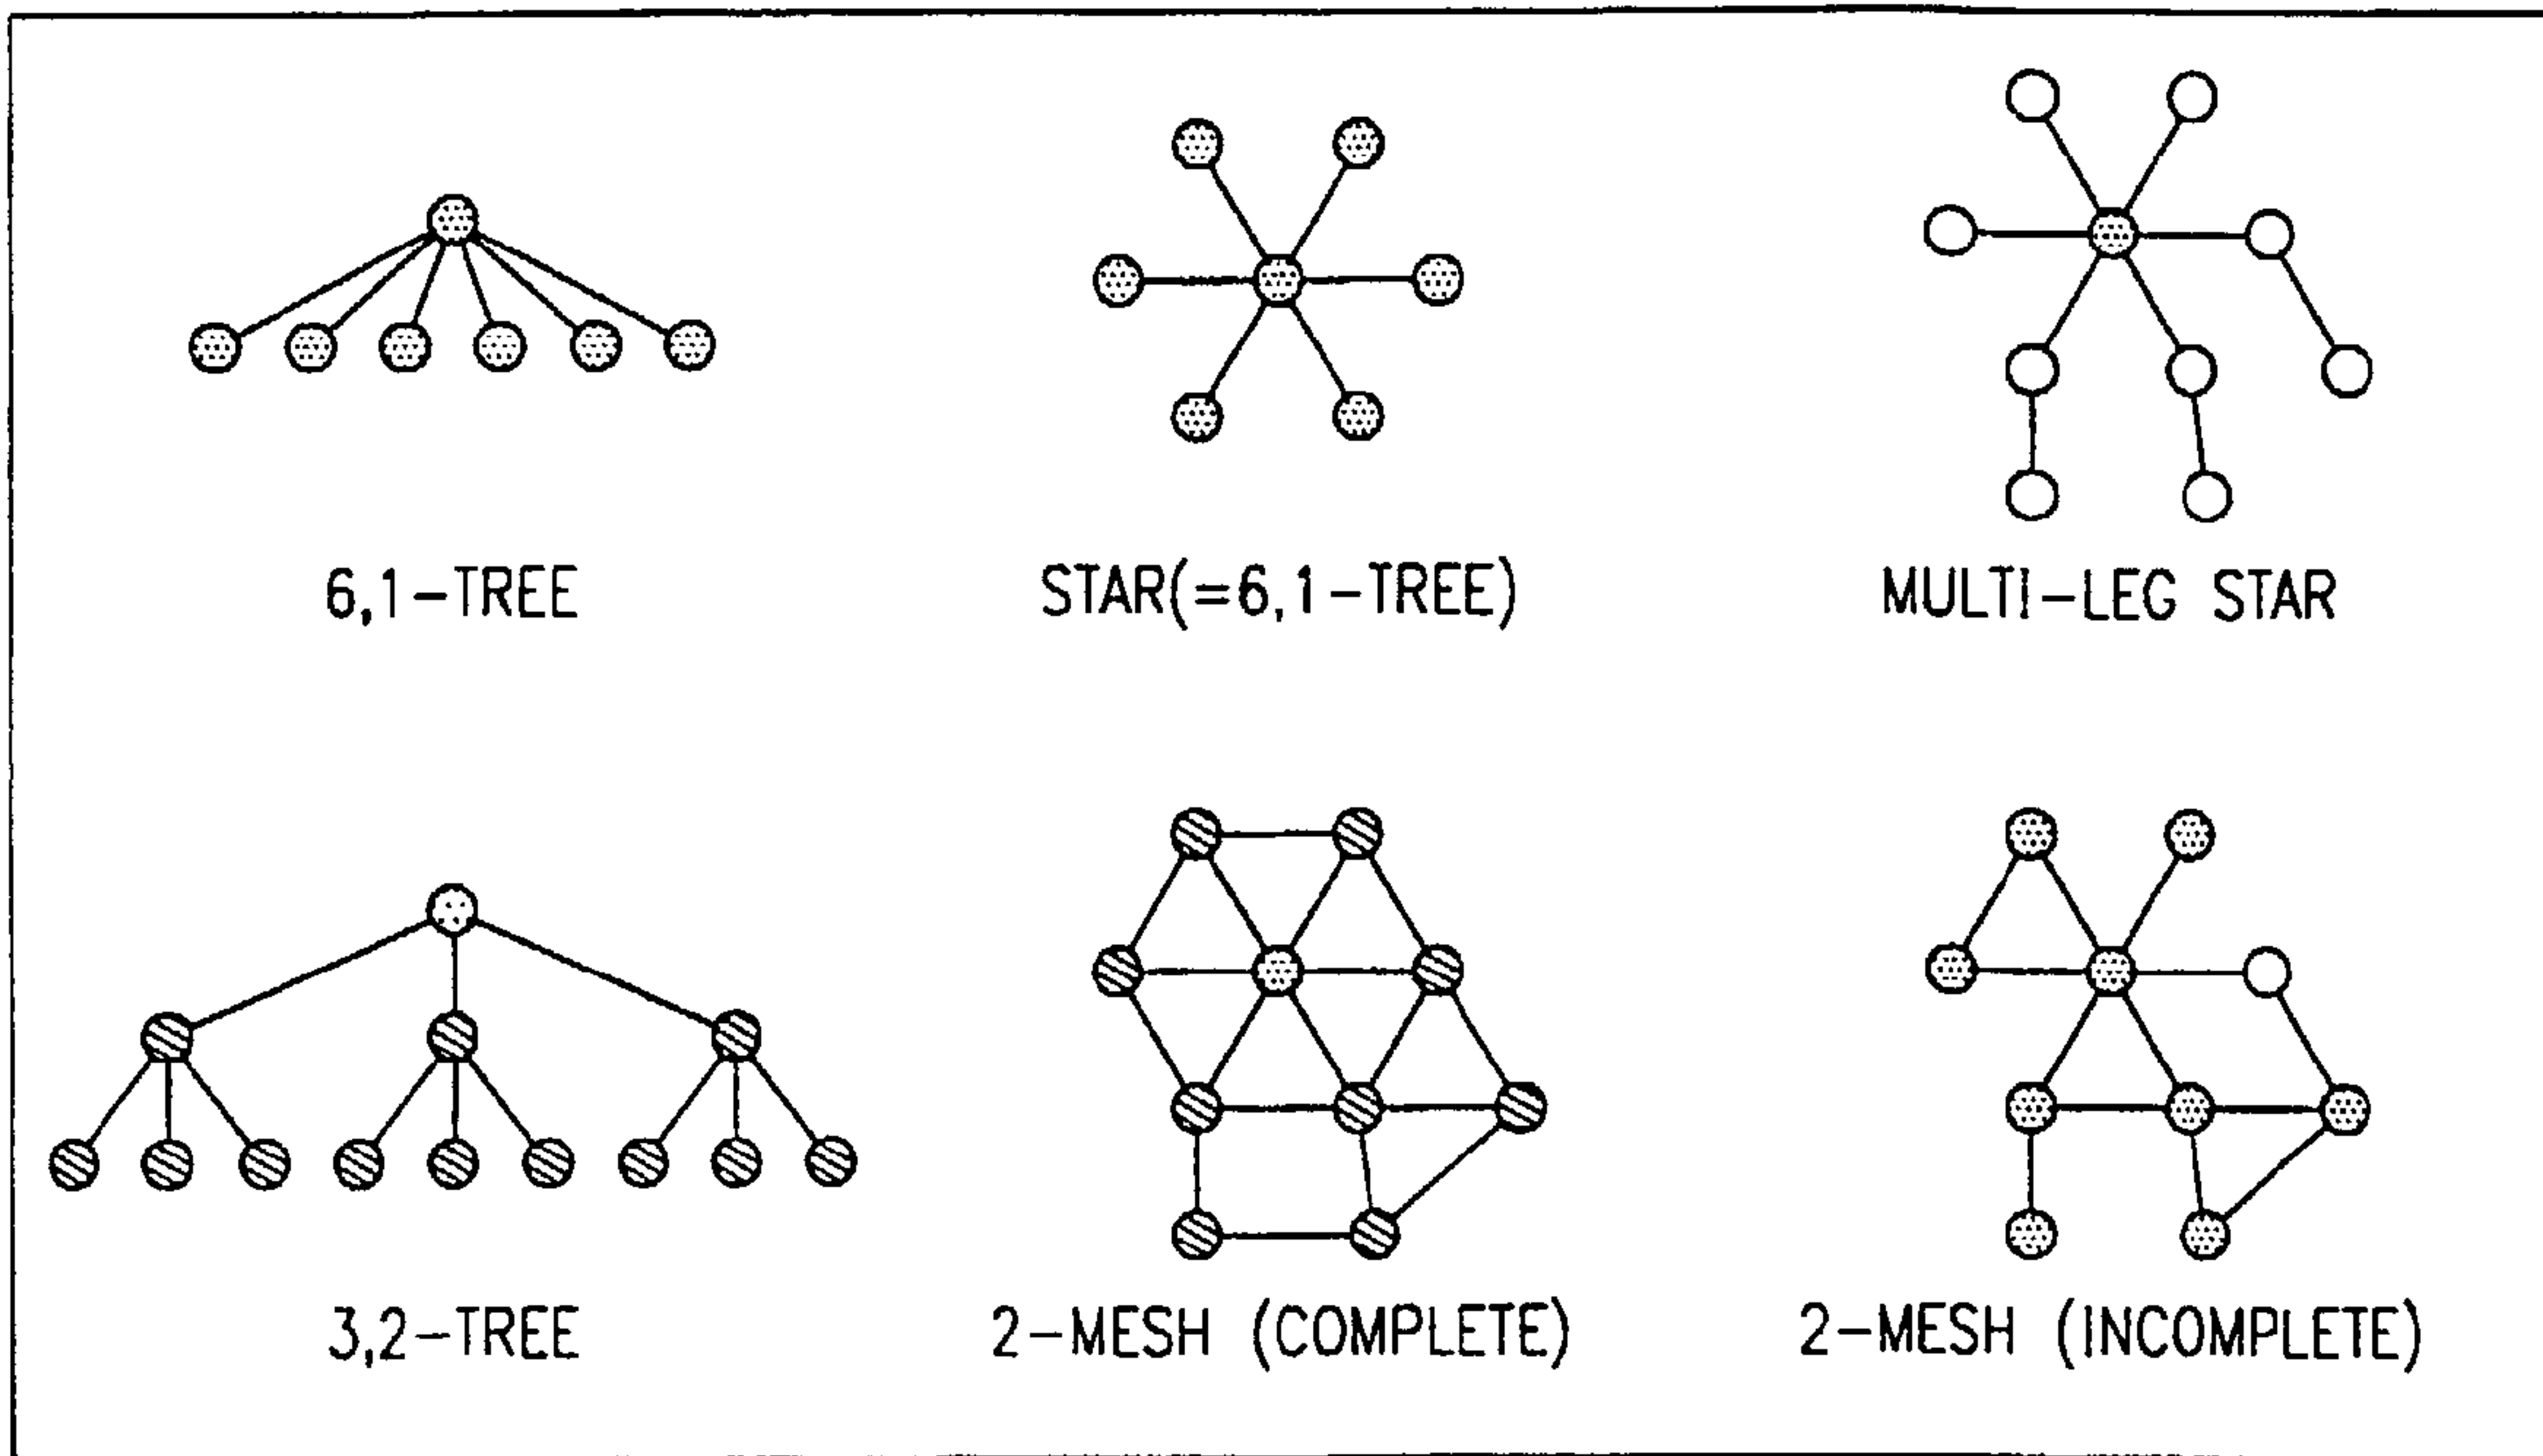 6,1-TREE
STAR(=6,1-TREE)
MULTI-LEG STAR
3,2-TREE
2-MESH (COMPLETE)
2-MESH (INCOMPLETE)